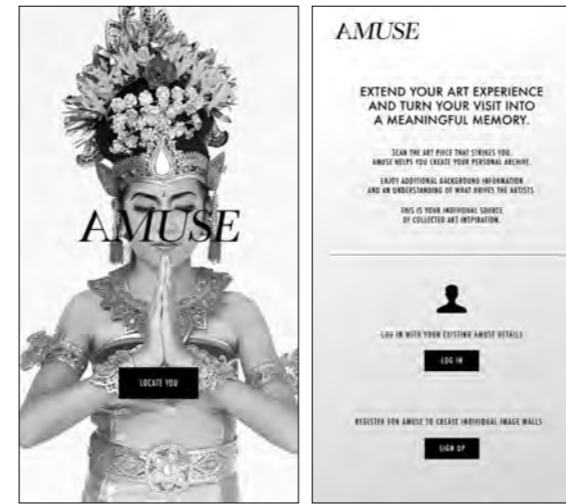 AMUSE
LOCATE YOU
AMUSE
EXTEND YOUR ART EXPERIENCE
AND TURN YOUR VISIT INTO
A MEANINGFUL MEMORY.
SCAN THE ART PIECE THAT STRIKES YOU.
AMUSE HELPS YOU CREATE YOUR PERSONAL ARCHIVE.
ENJOY ADDITIONAL BACKGROUND INFORMATION
AND AN UNDERSTANDING OF WHAT DRIVES THE ARTISTS
THIS IS YOUR INDIVIDUAL SOURCE
OF COLLECTED ART INSPIRATION.
LOG IN WITH YOUR EXISTING AMUSE DETAILS
LOG IN
REGISTER FOR AMUSE TO CREATE INDIVIDUAL IMAGE WALLS
SIGN UP